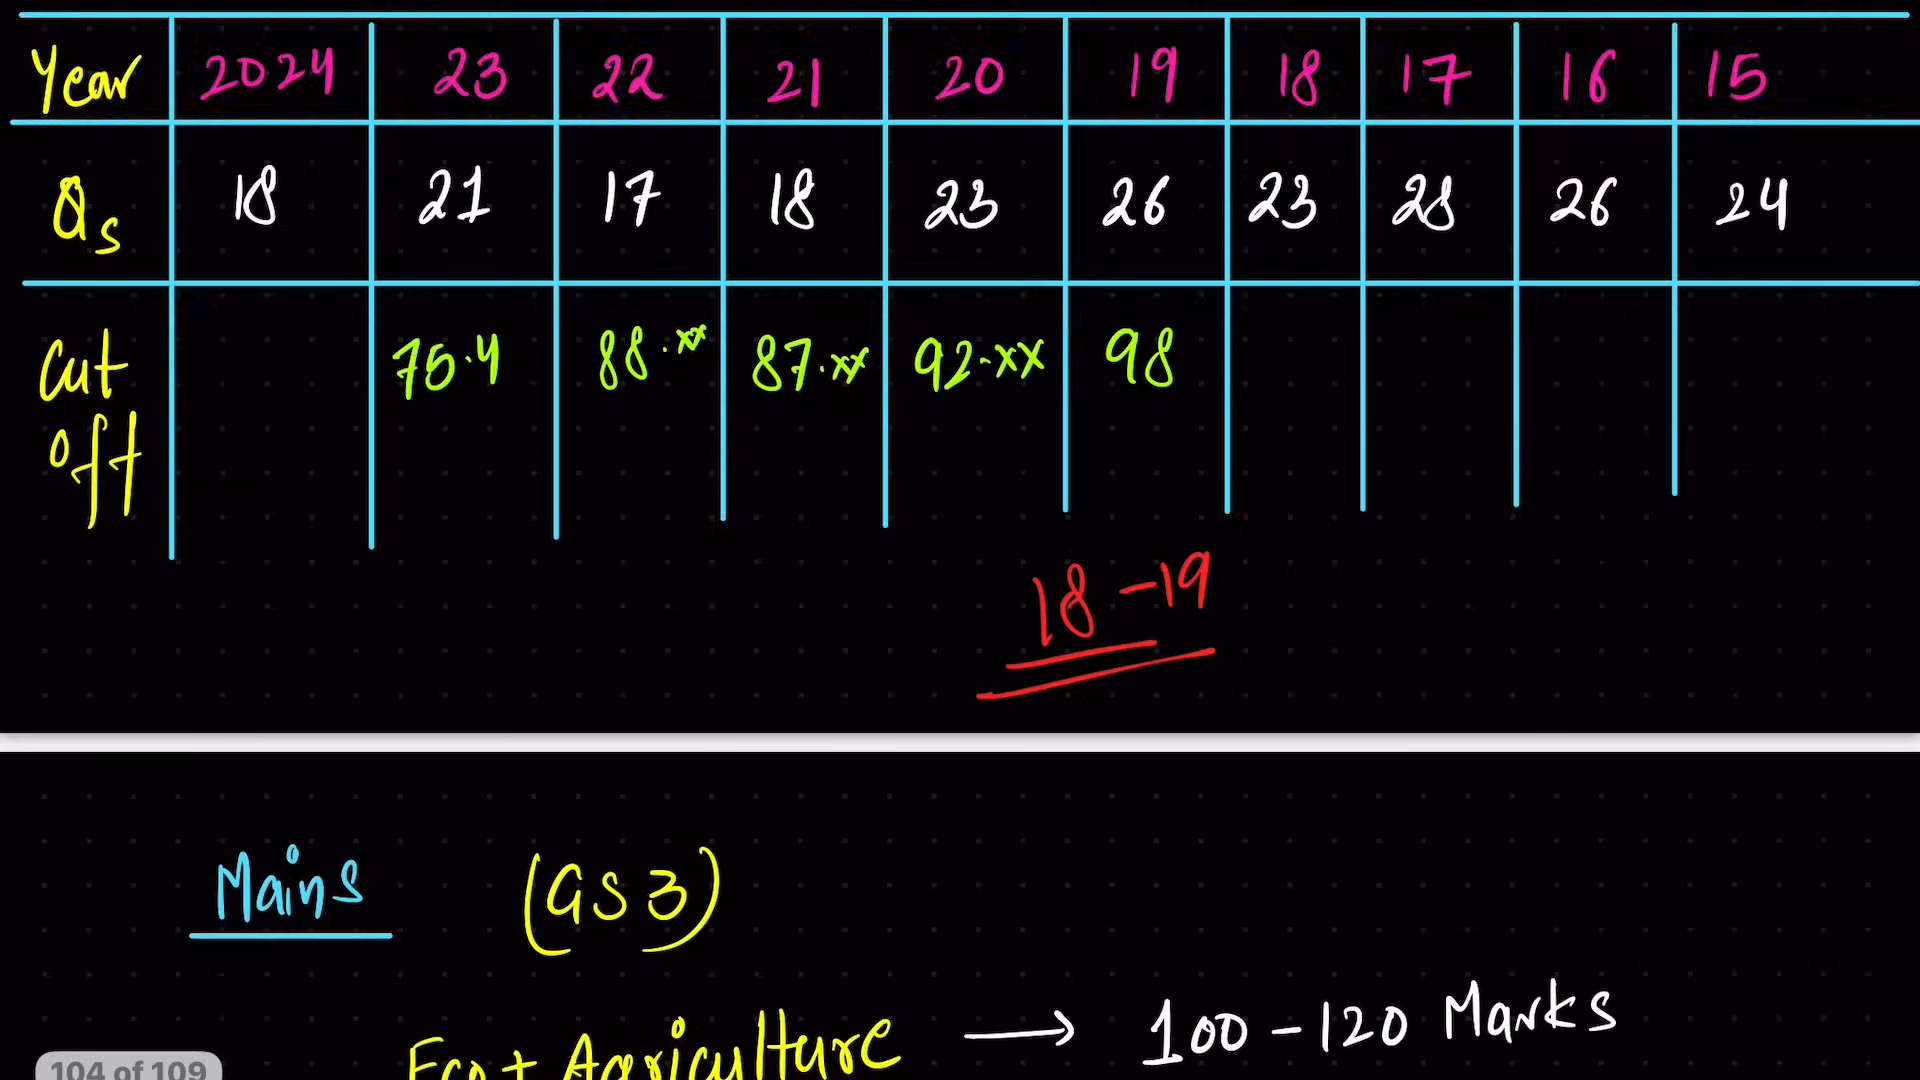 Year 2024 23 22 21 20 19 18 17 16 15
Qs 18 21 17 18 23 26 23 28 26 24
Cut off 75.4 88.xx 87.xx 92.xx 98
18-19
Mains (GS3)
Eco + Agriculture → 100-120 Marks
104 of 109